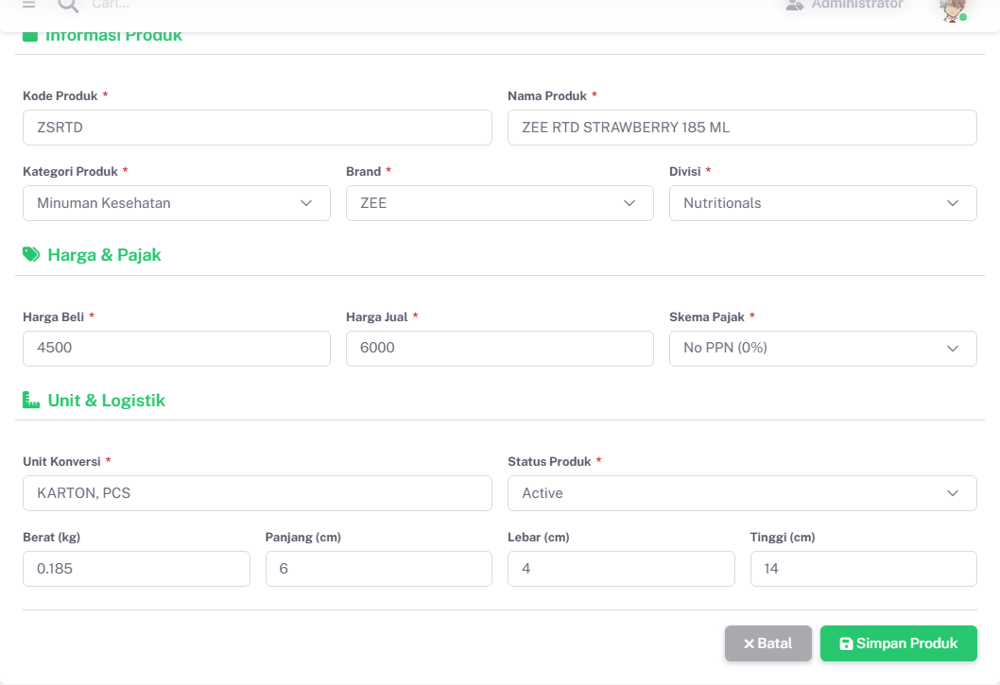 Cari...
Administrator
Informasi Produk
Kode Produk *
Nama Produk *
ZSRTD
ZEE RTD STRAWBERRY 185 ML
Kategori Produk *
Brand *
Divisi *
Minuman Kesehatan
ZEE
Nutritionals
Harga & Pajak
Harga Beli *
Harga Jual *
Skema Pajak *
4500
6000
No PPN (0%)
Unit & Logistik
Unit Konversi *
Status Produk *
KARTON, PCS
Active
Berat (kg)
Panjang (cm)
Lebar (cm)
Tinggi (cm)
0.185
6
4
14
Batal
Simpan Produk